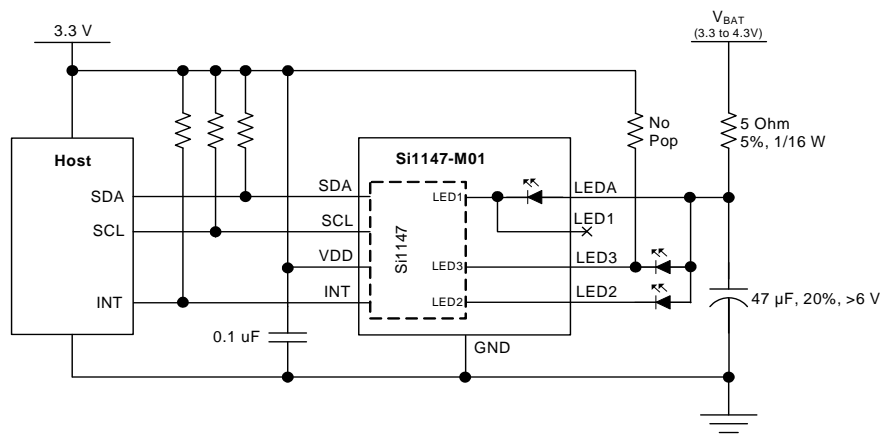 3.3 V
VBAT
(3.3 to 4.3V)
No
Pop
5 Ohm
5%, 1/16 W
Host
Si1147-M01
SDA
SDA
LED1
LEDA
SCL
SCL
LED1
Si1147
VDD
LED3
LED3
INT
INT
LED2
LED2
47 µF, 20%, >6 V
0.1 uF
GND